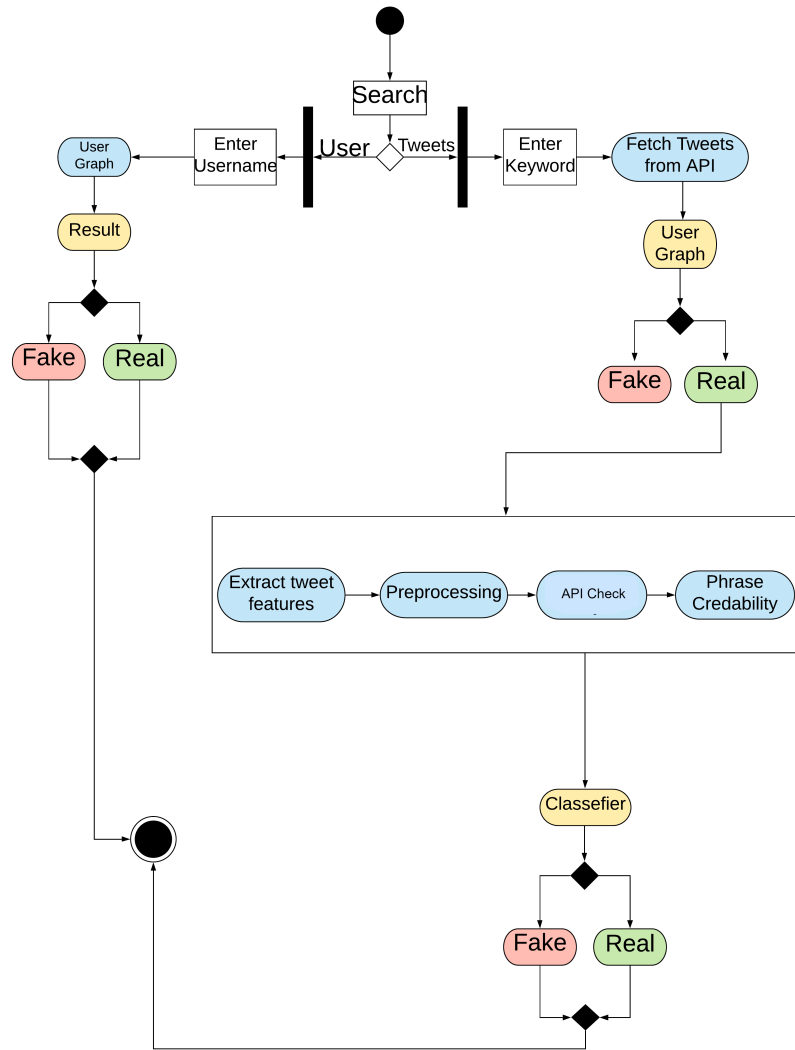 Search
User
Tweets
Enter
Username
User
Graph
Result
Fake
Real
Enter
Keyword
Fetch Tweets
from API
User
Graph
Fake
Real
Extract tweet
features
Preprocessing
API Check
-
Phrase
Credability
Classefier
Fake
Real